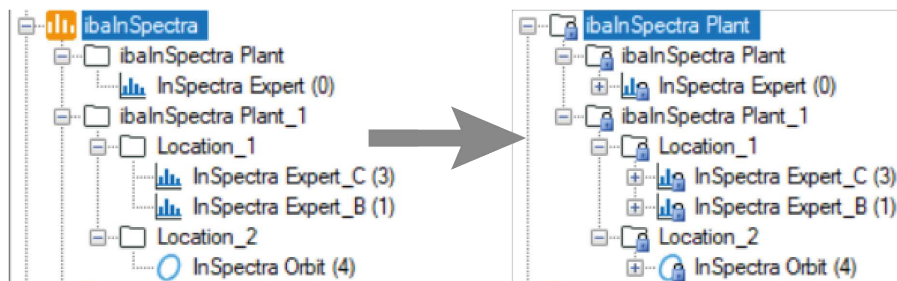 ibaInSpectra
ibaInSpectra Plant
InSpectra Expert (0)
ibaInSpectra Plant_1
Location_1
InSpectra Expert_C (3)
InSpectra Expert_B (1)
Location_2
InSpectra Orbit (4)
ibaInSpectra Plant
ibaInSpectra Plant
InSpectra Expert (0)
ibaInSpectra Plant_1
Location_1
InSpectra Expert_C (3)
InSpectra Expert_B (1)
Location_2
InSpectra Orbit (4)